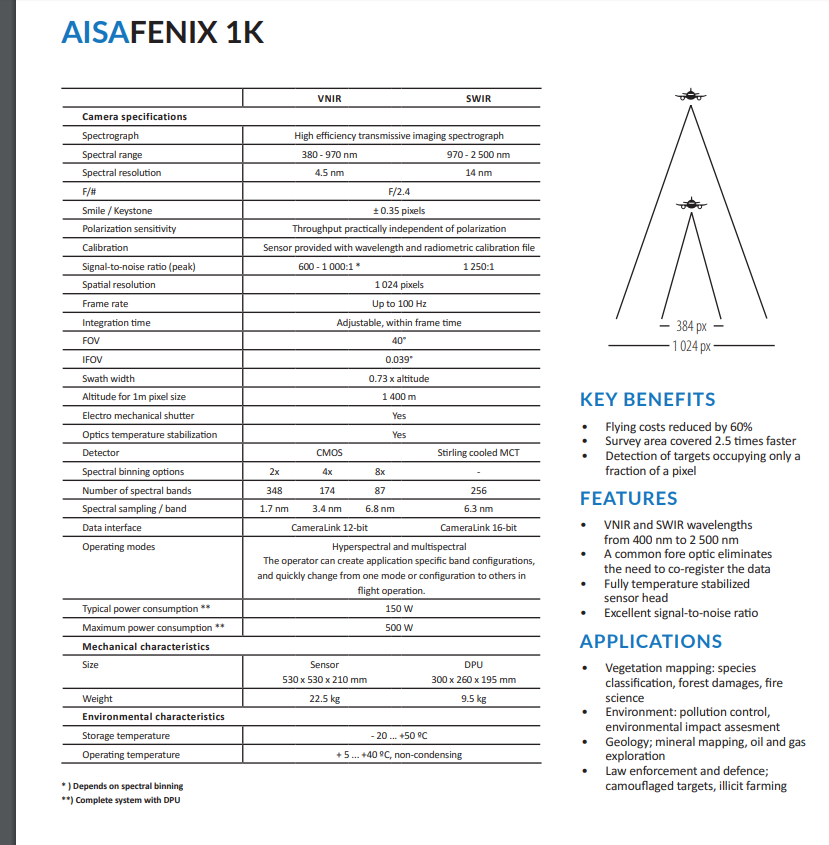 AISAFENIX 1K
VNIR SWIR
Camera specifications
Spectrograph High efficiency transmissive imaging spectrograph
Spectral range 380 - 970 nm 970 - 2 500 nm
Spectral resolution 4.5 nm 14 nm
F/# F/2.4
Smile / Keystone ± 0.35 pixels
Polarization sensitivity Throughput practically independent of polarization
Calibration Sensor provided with wavelength and radiometric calibration file
Signal-to-noise ratio (peak) 600 - 1 000:1 * 1 250:1
Spatial resolution 1 024 pixels
Frame rate Up to 100 Hz
Integration time Adjustable, within frame time
FOV 40°
IFOV 0.039°
Swath width 0.73 x altitude
Altitude for 1m pixel size 1 400 m
Electro mechanical shutter Yes
Optics temperature stabilization Yes
Detector CMOS Stirling cooled MCT
Spectral binning options 2x 4x 8x -
Number of spectral bands 348 174 87 256
Spectral sampling / band 1.7 nm 3.4 nm 6.8 nm 6.3 nm
Data interface CameraLink 12-bit CameraLink 16-bit
Operating modes Hyperspectral and multispectral
The operator can create application specific band configurations,
and quickly change from one mode or configuration to others in
flight operation.
Typical power consumption ** 150 W
Maximum power consumption ** 500 W
Mechanical characteristics
Size Sensor DPU
530 x 530 x 210 mm 300 x 260 x 195 mm
Weight 22.5 kg 9.5 kg
Environmental characteristics
Storage temperature - 20 ... +50 ºC
Operating temperature + 5 ... +40 ºC, non-condensing
* ) Depends on spectral binning
**) Complete system with DPU
384 px
1 024 px
KEY BENEFITS
• Flying costs reduced by 60%
• Survey area covered 2.5 times faster
• Detection of targets occupying only a
fraction of a pixel
FEATURES
• VNIR and SWIR wavelengths
from 400 nm to 2 500 nm
• A common fore optic eliminates
the need to co-register the data
• Fully temperature stabilized
sensor head
• Excellent signal-to-noise ratio
APPLICATIONS
• Vegetation mapping: species
classification, forest damages, fire
science
• Environment: pollution control,
environmental impact assesment
• Geology; mineral mapping, oil and gas
exploration
• Law enforcement and defence;
camouflaged targets, illicit farming